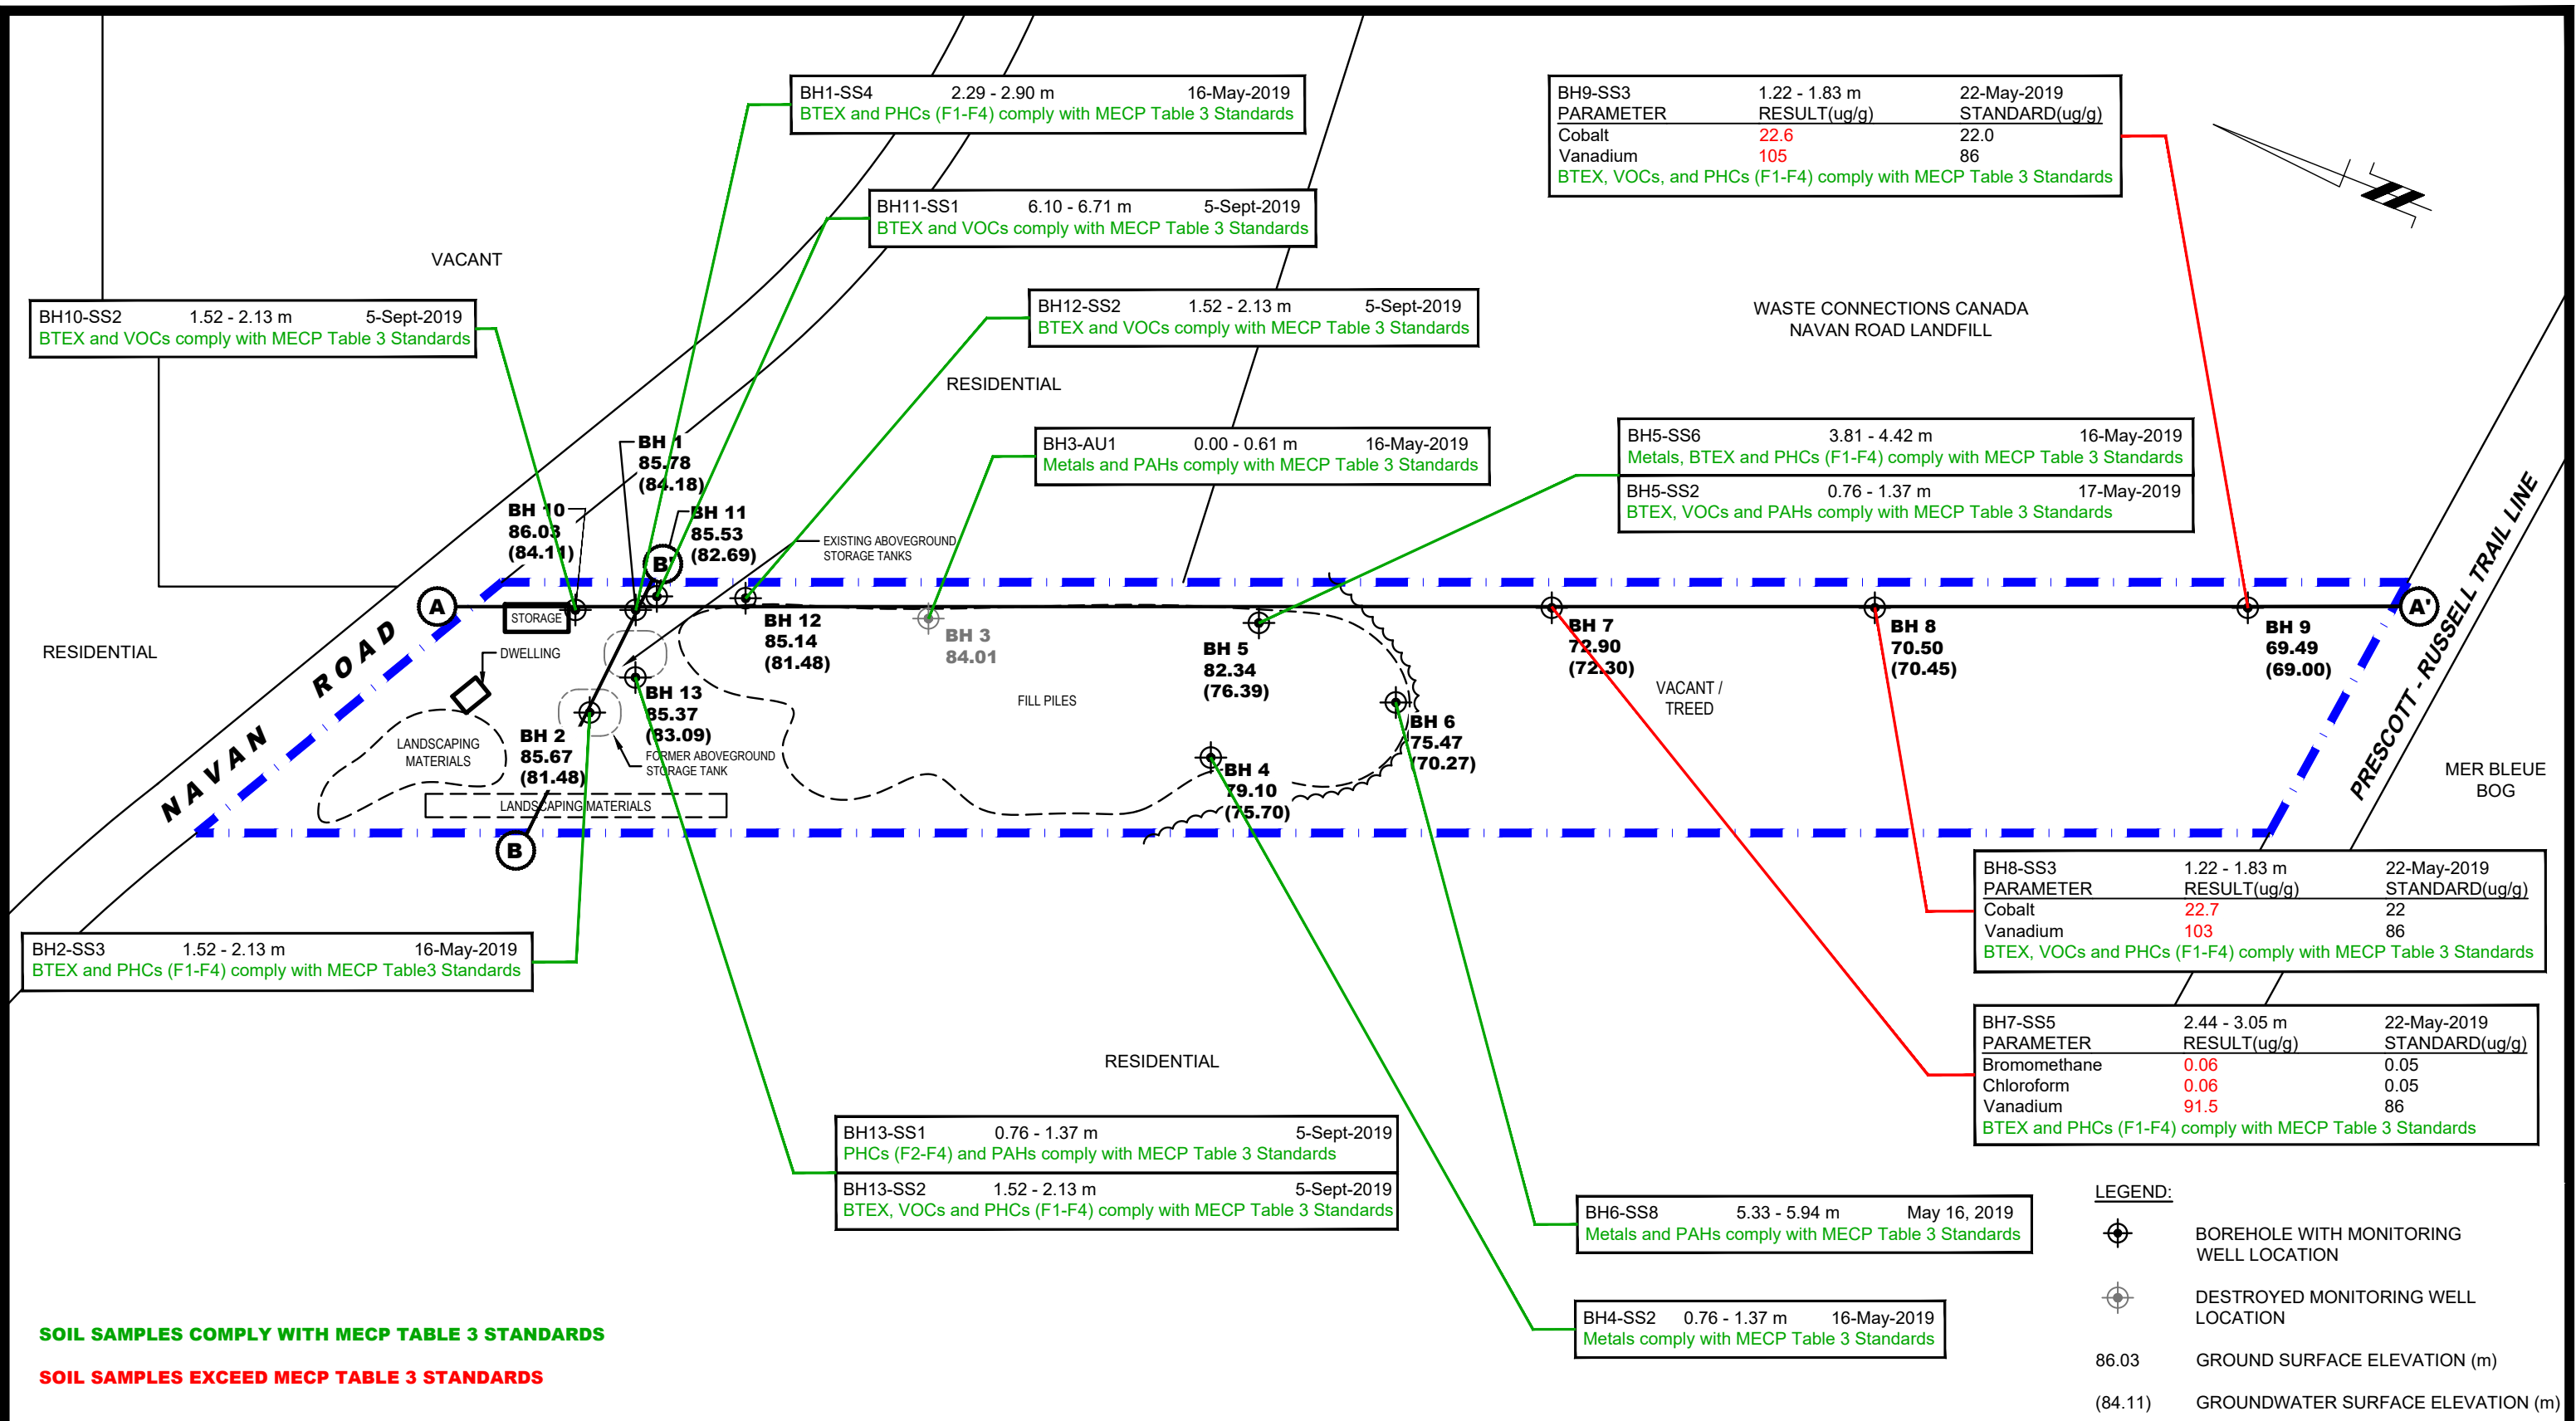 BH1-SS4 2.29 - 2.90 m 16-May-2019
BTEX and PHCs (F1-F4) comply with MECP Table 3 Standards
BH9-SS3 1.22 - 1.83 m 22-May-2019
PARAMETER RESULT(ug/g) STANDARD(ug/g)
Cobalt 22.6 22.0
Vanadium 105 86
BTEX, VOCs, and PHCs (F1-F4) comply with MECP Table 3 Standards
BH11-SS1 6.10 - 6.71 m 5-Sept-2019
BTEX and VOCs comply with MECP Table 3 Standards
VACANT
BH10-SS2 1.52 - 2.13 m 5-Sept-2019
BTEX and VOCs comply with MECP Table 3 Standards
BH12-SS2 1.52 - 2.13 m 5-Sept-2019
BTEX and VOCs comply with MECP Table 3 Standards
WASTE CONNECTIONS CANADA
NAVAN ROAD LANDFILL
RESIDENTIAL
BH3-AU1 0.00 - 0.61 m 16-May-2019
Metals and PAHs comply with MECP Table 3 Standards
BH5-SS6 3.81 - 4.42 m 16-May-2019
Metals, BTEX and PHCs (F1-F4) comply with MECP Table 3 Standards
BH5-SS2 0.76 - 1.37 m 17-May-2019
BTEX, VOCs and PAHs comply with MECP Table 3 Standards
BH 1
85.78
(84.18)
BH 10
86.03
(84.11)
BH 11
85.53
(82.69)
EXISTING ABOVEGROUND
STORAGE TANKS
B'
A
STORAGE
A'
DWELLING
RESIDENTIAL
NAVAN ROAD
BH 12
85.14
(81.48)
BH 3
84.01
BH 5
82.34
(76.39)
BH 7
72.90
(72.30)
BH 8
70.50
(70.45)
BH 9
69.49
(69.00)
PRESCOTT - RUSSELL TRAIL LINE
FILL PILES
VACANT /
TREED
BH 13
85.37
(83.09)
BH 6
75.47
(70.27)
BH 2
85.67
(81.48)
LANDSCAPING
MATERIALS
FORMER ABOVEGROUND
STORAGE TANK
BH 4
79.10
(75.70)
MER BLEUE
BOG
LANDSCAPING MATERIALS
B
BH8-SS3 1.22 - 1.83 m 22-May-2019
PARAMETER RESULT(ug/g) STANDARD(ug/g)
Cobalt 22.7 22
Vanadium 103 86
BTEX, VOCs and PHCs (F1-F4) comply with MECP Table 3 Standards
BH2-SS3 1.52 - 2.13 m 16-May-2019
BTEX and PHCs (F1-F4) comply with MECP Table3 Standards
BH7-SS5 2.44 - 3.05 m 22-May-2019
PARAMETER RESULT(ug/g) STANDARD(ug/g)
Bromomethane 0.06 0.05
Chloroform 0.06 0.05
Vanadium 91.5 86
BTEX and PHCs (F1-F4) comply with MECP Table 3 Standards
RESIDENTIAL
BH13-SS1 0.76 - 1.37 m 5-Sept-2019
PHCs (F2-F4) and PAHs comply with MECP Table 3 Standards
BH13-SS2 1.52 - 2.13 m 5-Sept-2019
BTEX, VOCs and PHCs (F1-F4) comply with MECP Table 3 Standards
BH6-SS8 5.33 - 5.94 m May 16, 2019
Metals and PAHs comply with MECP Table 3 Standards
BH4-SS2 0.76 - 1.37 m 16-May-2019
Metals comply with MECP Table 3 Standards
LEGEND:
BOREHOLE WITH MONITORING
WELL LOCATION
DESTROYED MONITORING WELL
LOCATION
86.03 GROUND SURFACE ELEVATION (m)
(84.11) GROUNDWATER SURFACE ELEVATION (m)
SOIL SAMPLES COMPLY WITH MECP TABLE 3 STANDARDS
SOIL SAMPLES EXCEED MECP TABLE 3 STANDARDS